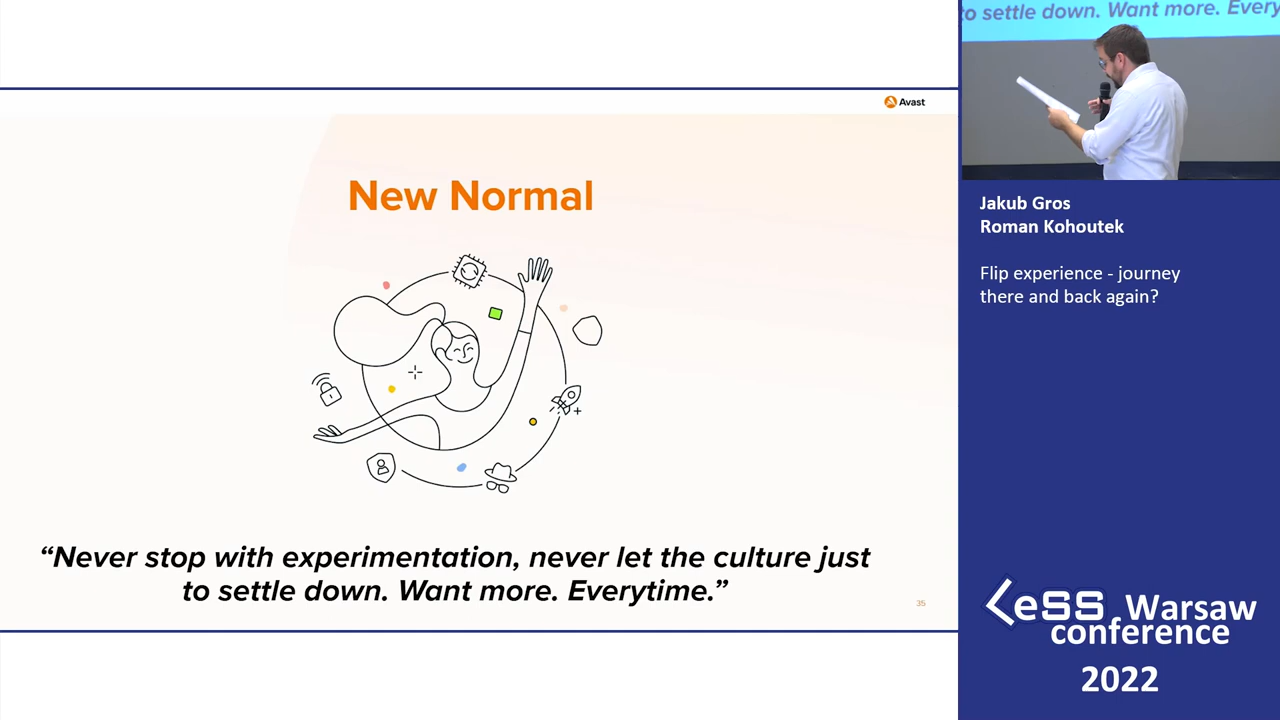 Avast
New Normal
“Never stop with experimentation, never let the culture just
to settle down. Want more. Everytime.”
35
to settle down. Want more. Every
Jakub Gros
Roman Kohoutek
Flip experience - journey
there and back again?
LeSS Warsaw
conference
2022